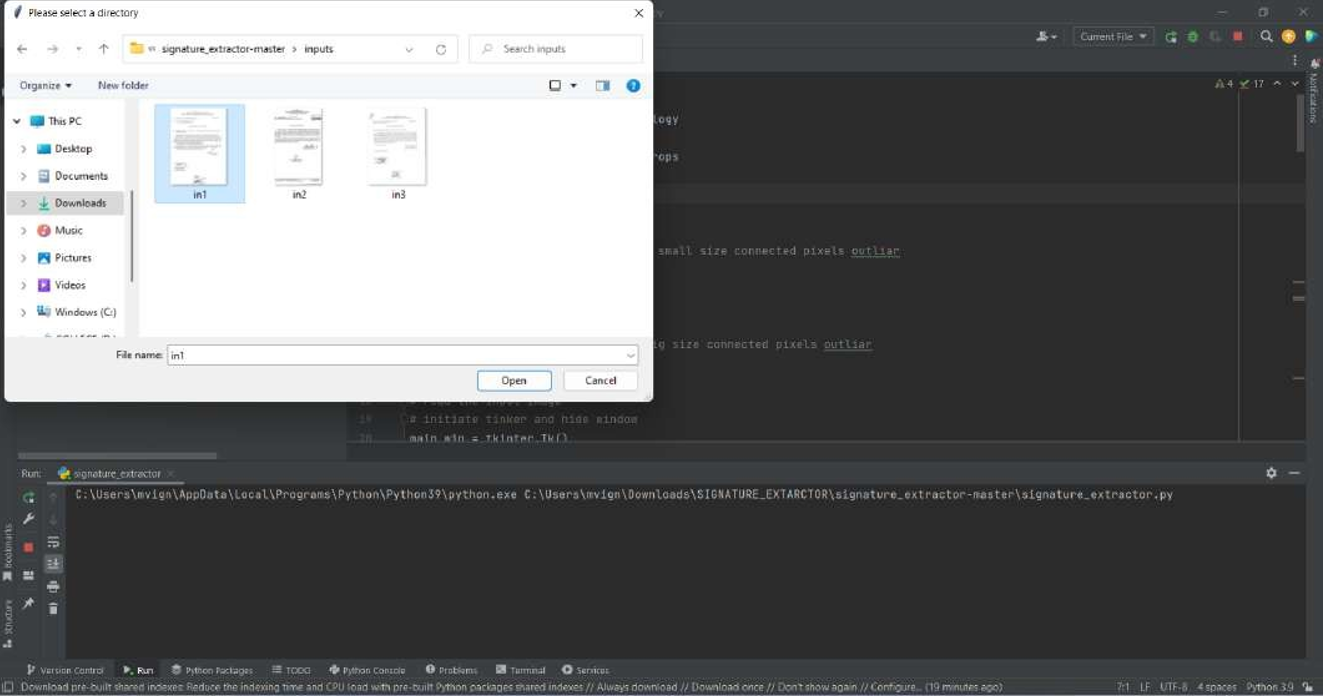 Please select a directory
signature_extractor-master > inputs
Search inputs
Organize
New folder
This PC
Desktop
Documents
Downloads
Music
Pictures
Videos
Windows (C:)
in1
in2
in3
File name: in1
Open
Cancel
Current File
4 17
Notifications
logy
rops
small size connected pixels outliar
ig size connected pixels outliar
19 # initiate tinker and hide window
20 main_win = tkinter.Tk()
Run: signature_extractor
C:\Users\mvign\AppData\Local\Programs\Python\Python39\python.exe C:\Users\mvign\Downloads\SIGNATURE_EXTARCTOR\signature_extractor-master\signature_extractor.py
Bookmarks
Structure
Version Control
Run
Python Packages
TODO
Python Console
Problems
Terminal
Services
Download pre-built shared indexes: Reduce the indexing time and CPU load with pre-built Python packages shared indexes // Always download // Download once // Don't show again // Configure... (19 minutes ago)
7:1 LF UTF-8 4 spaces Python 3.9